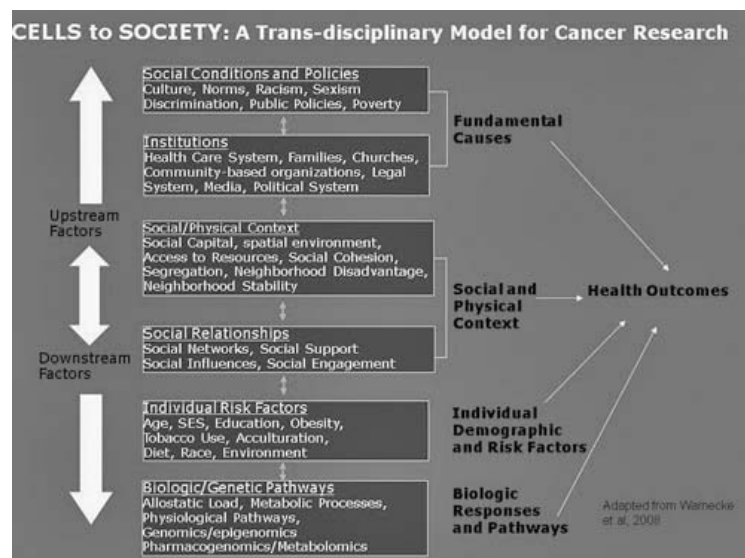 CELLS to SOCIETY: A Trans-disciplinary Model for Cancer Research
Social Conditions and Policies
Culture, Norms, Racism, Sexism
Discrimination, Public Policies, Poverty
Institutions
Health Care System, Families, Churches,
Community-based organizations, Legal
System, Media, Political System
Fundamental
Causes
Upstream
Factors
Social/Physical Context
Social Capital, spatial environment,
Access to Resources, Social Cohesion,
Segregation, Neighborhood Disadvantage,
Neighborhood Stability
Social and
Physical
Context
Health Outcomes
Downstream
Factors
Social Relationships
Social Networks, Social Support
Social Influences, Social Engagement
Individual Risk Factors
Age, SES, Education, Obesity,
Tobacco Use, Acculturation,
Diet, Race, Environment
Individual
Demographic
and Risk Factors
Biologic/Genetic Pathways
Allostatic Load, Metabolic Processes,
Physiological Pathways,
Genomics/epigenomics
Pharmacogenomics/Metabolomics
Biologic
Responses
and Pathways
Adapted from Warnecke
et al, 2008